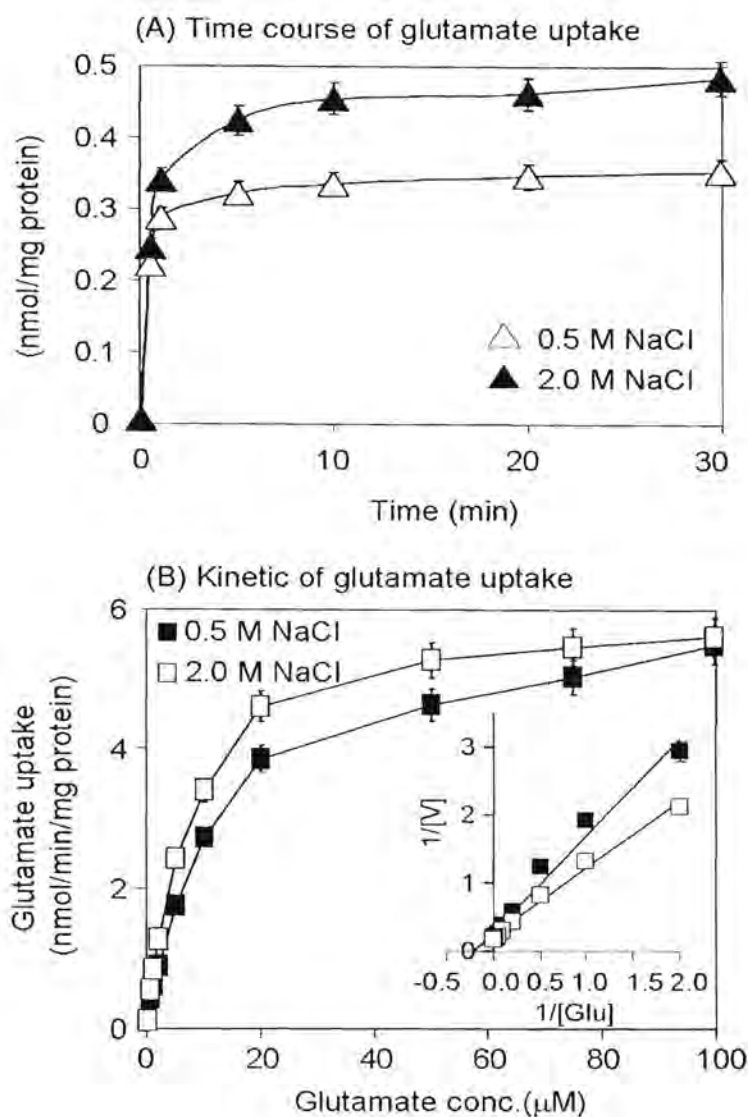 (A) Time course of glutamate uptake
0.5
0.4
0.3
0.2
0.1
0
(nmol/mg protein)
0.5 M NaCl
2.0 M NaCl
0
10
20
30
Time (min)
(B) Kinetic of glutamate uptake
6
4
2
0
Glutamate uptake
(nmol/min/mg protein)
0.5 M NaCl
2.0 M NaCl
3
2
1
0
1/[V]
-0.5
0.0
0.5
1.0
1.5
2.0
1/[Glu]
0
20
40
60
80
100
Glutamate conc.(μM)